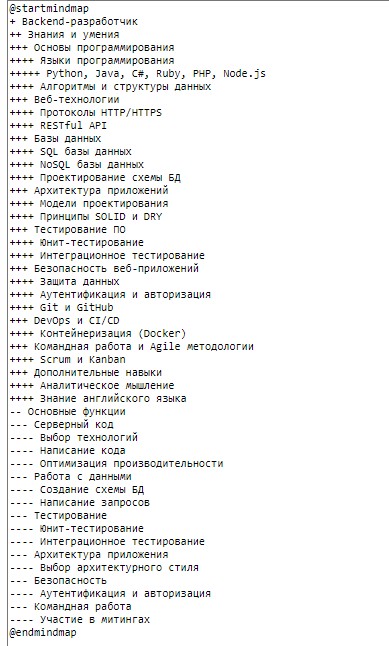 @startmindmap
+ Backend-разработчик
++ Знания и умения
+++ Основы программирования
++++ Языки программирования
+++++ Python, Java, C#, Ruby, PHP, Node.js
++++ Алгоритмы и структуры данных
+++ Веб-технологии
++++ Протоколы HTTP/HTTPS
++++ RESTful API
+++ Базы данных
++++ SQL базы данных
++++ NoSQL базы данных
++++ Проектирование схемы БД
+++ Архитектура приложений
++++ Модели проектирования
++++ Принципы SOLID и DRY
+++ Тестирование ПО
++++ Юнит-тестирование
++++ Интеграционное тестирование
+++ Безопасность веб-приложений
++++ Защита данных
++++ Аутентификация и авторизация
++++ Git и GitHub
+++ DevOps и CI/CD
++++ Контейнеризация (Docker)
+++ Командная работа и Agile методологии
++++ Scrum и Kanban
+++ Дополнительные навыки
++++ Аналитическое мышление
++++ Знание английского языка
-- Основные функции
--- Серверный код
---- Выбор технологий
---- Написание кода
---- Оптимизация производительности
--- Работа с данными
---- Создание схемы БД
---- Написание запросов
--- Тестирование
---- Юнит-тестирование
---- Интеграционное тестирование
--- Архитектура приложения
---- Выбор архитектурного стиля
--- Безопасность
---- Аутентификация и авторизация
--- Командная работа
---- Участие в митингах
@endmindmap